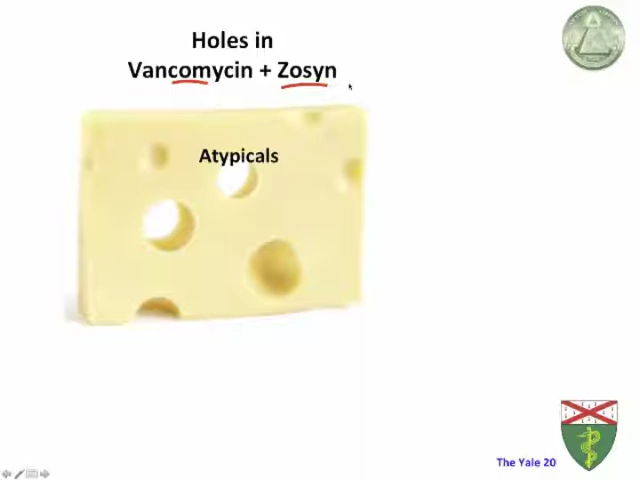 Holes in
Vancomycin + Zosyn
Atypicals
The Yale 20